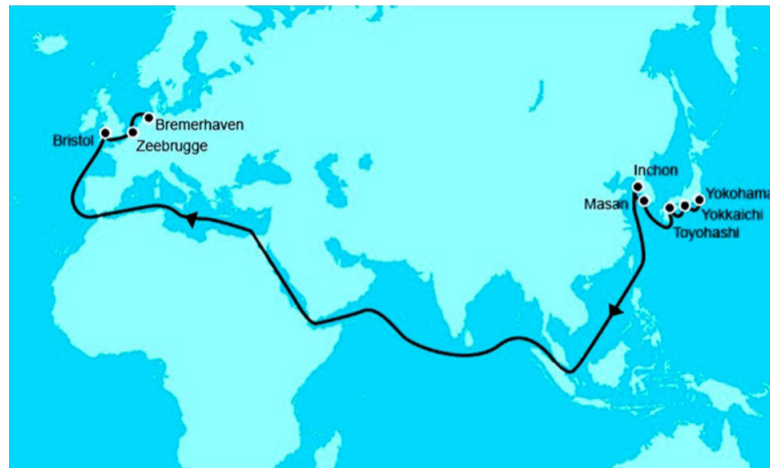 Bremerhaven
Bristol
Zeebrugge
Inchon
Masan
Yokohama
Yokkaichi
Toyohashi